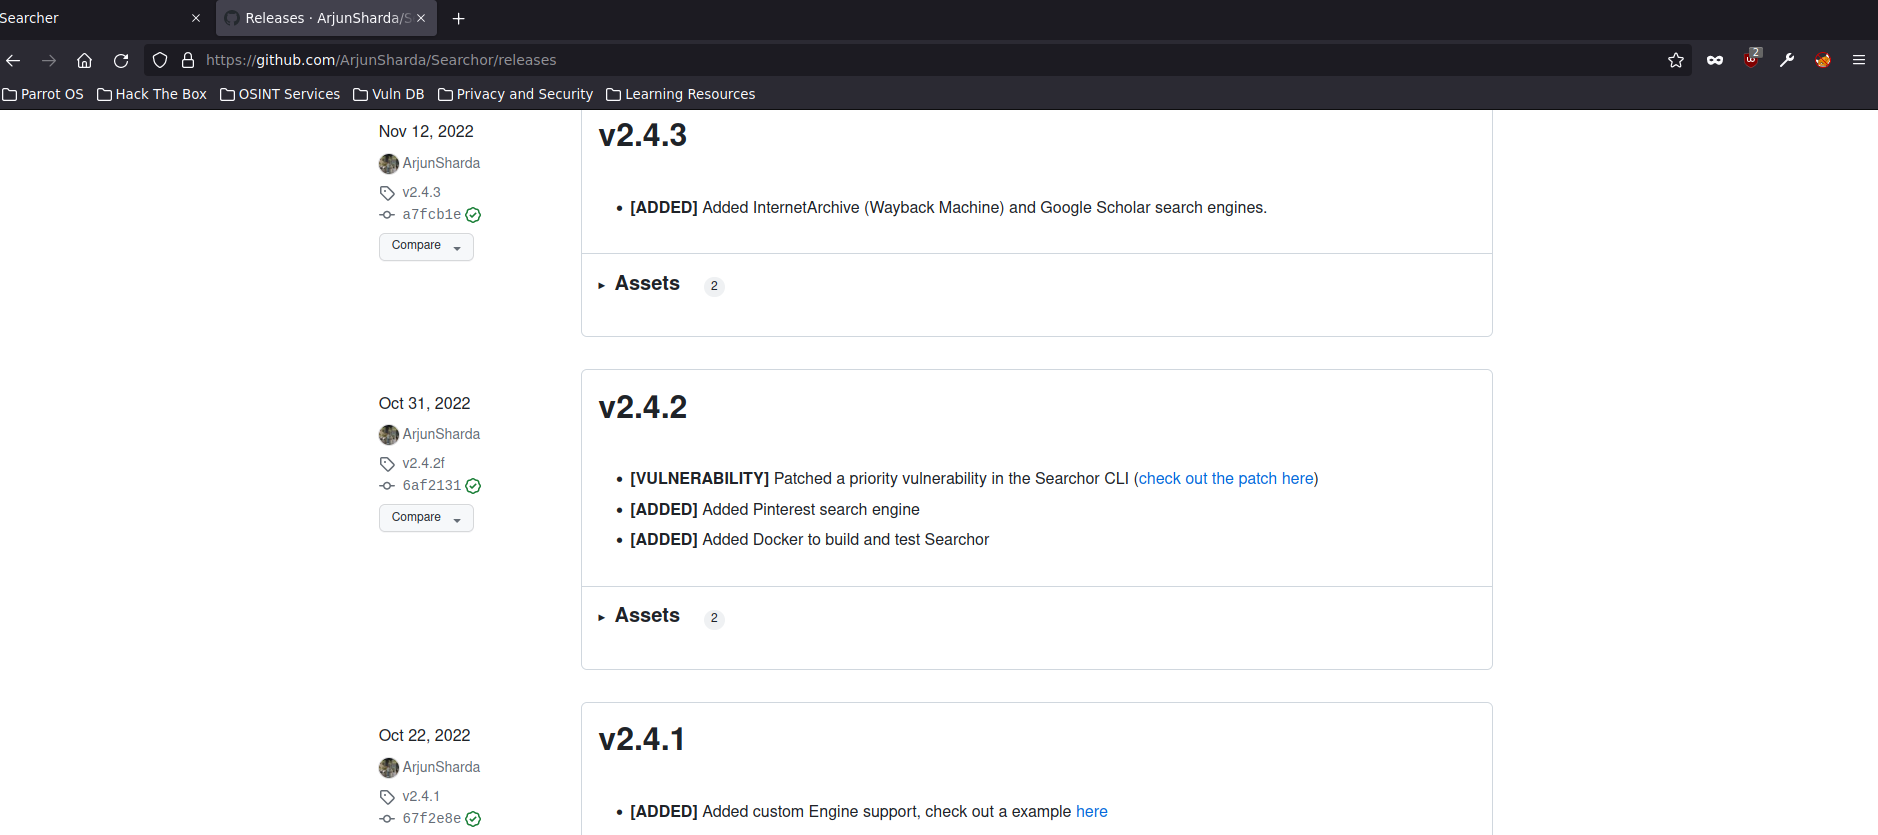 Searcher
Releases · ArjunSharda/S
https://github.com/ArjunSharda/Searchor/releases
2
Parrot OS Hack The Box OSINT Services Vuln DB Privacy and Security Learning Resources
Nov 12, 2022
ArjunSharda
v2.4.3
a7fcb1e
Compare
v2.4.3
• [ADDED] Added InternetArchive (Wayback Machine) and Google Scholar search engines.
Assets 2
Oct 31, 2022
ArjunSharda
v2.4.2f
6af2131
Compare
v2.4.2
• [VULNERABILITY] Patched a priority vulnerability in the Searchor CLI (check out the patch here)
• [ADDED] Added Pinterest search engine
• [ADDED] Added Docker to build and test Searchor
Assets 2
Oct 22, 2022
ArjunSharda
v2.4.1
67f2e8e
v2.4.1
• [ADDED] Added custom Engine support, check out a example here